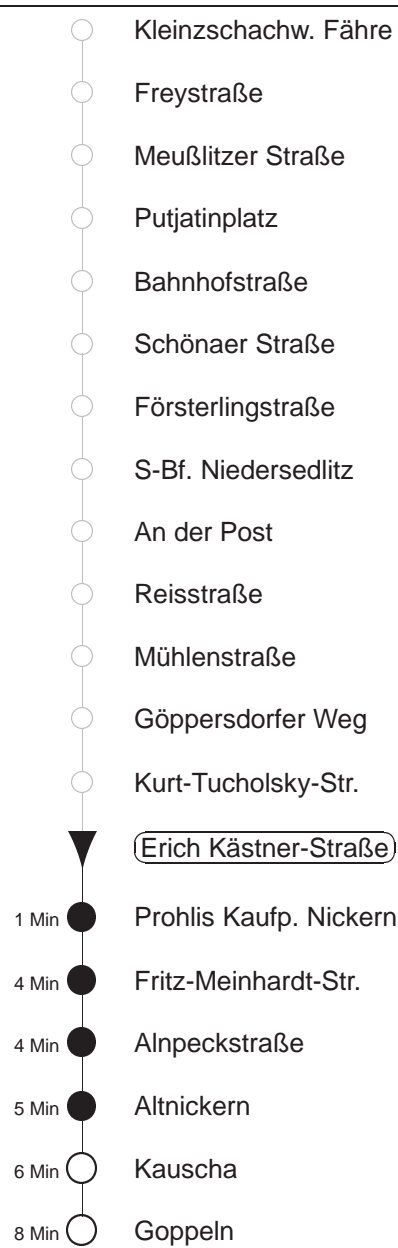 Kleinzschachw. Fähre
Freystraße
Meußlitzer Straße
Putjatinplatz
Bahnhofstraße
Schönaer Straße
Försterlingstraße
S-Bf. Niedersedlitz
An der Post
Reisstraße
Mühlenstraße
Göppersdorfer Weg
Kurt-Tucholsky-Str.
Erich Kästner-Straße
1 Min Prohlis Kaufp. Nickern
4 Min Fritz-Meinhardt-Str.
4 Min Alnpeckstraße
5 Min Altnickern
6 Min Kauscha
8 Min Goppeln